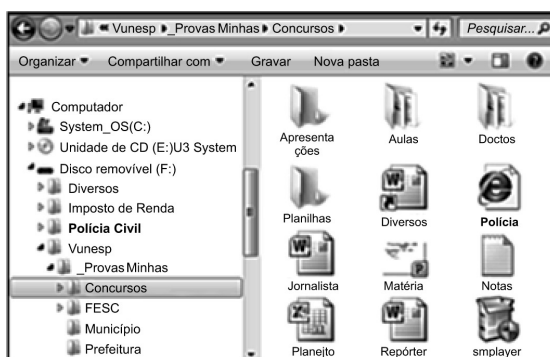 Vunesp _Provas Minhas Concursos Pesquisar...
Organizar Compartilhar com Gravar Nova pasta
Computador
System_OS(C:)
Unidade de CD (E:)U3 System
Disco removível (F:)
Diversos
Imposto de Renda
Polícia Civil
Vunesp
_Provas Minhas
Concursos
FESC
Município
Prefeitura
Apresenta
ções
Aulas
Doctos
Planilhas
Diversos
Polícia
Jornalista
Matéria
Notas
Planejto
Repórter
smplayer